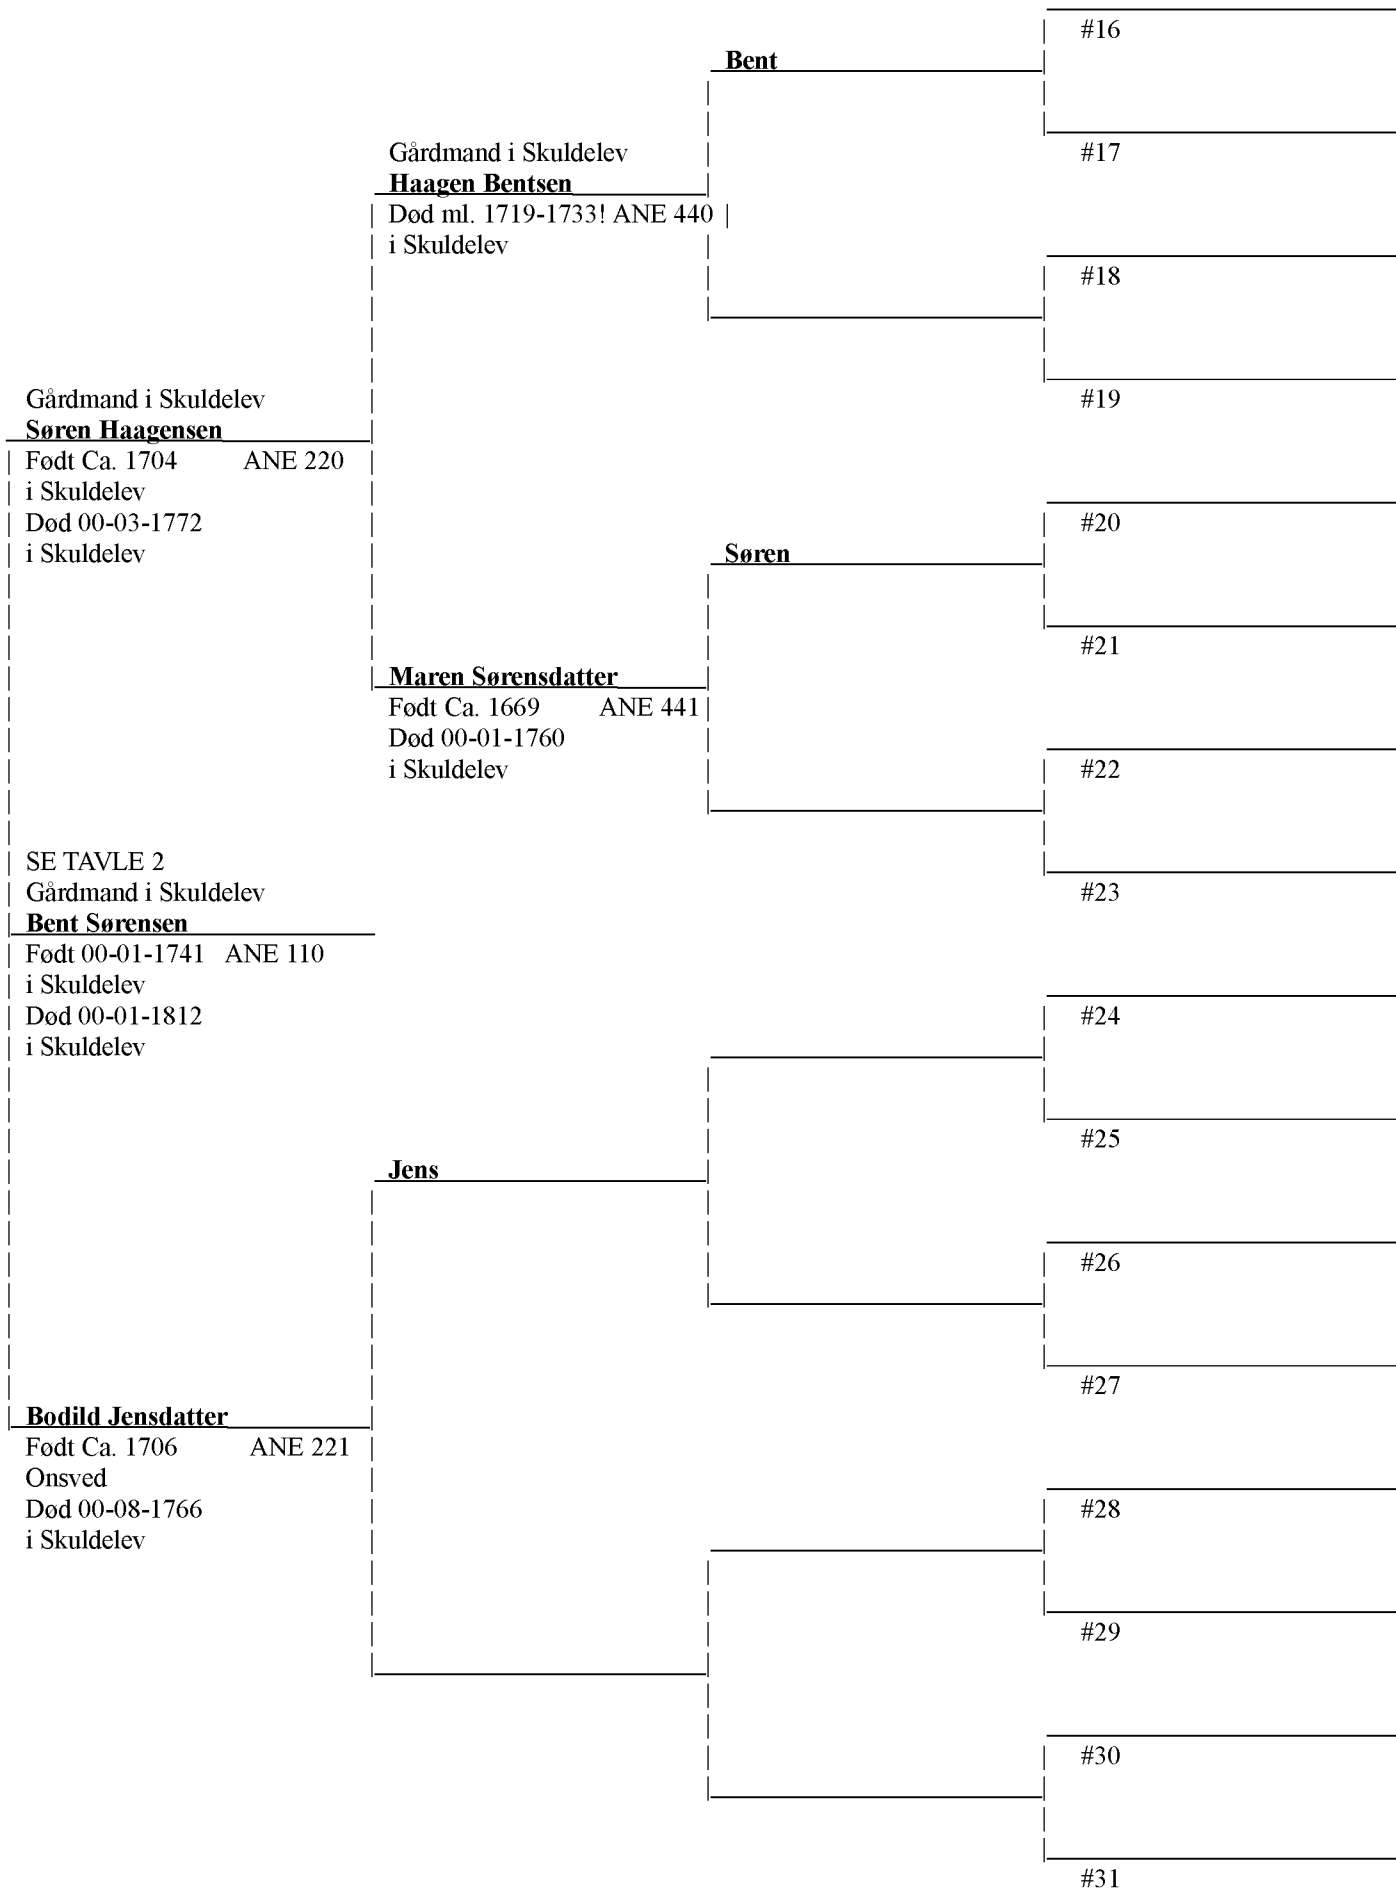 #16
Bent
Gårdmand i Skuldelev
#17
Haagen Bentsen
Død ml. 1719-1733! ANE 440
i Skuldelev
#18
Gårdmand i Skuldelev
#19
Søren Haagensen
Født Ca. 1704 ANE 220
i Skuldelev
Død 00-03-1772
#20
i Skuldelev
Søren
#21
Maren Sørensdatter
Født Ca. 1669 ANE 441
Død 00-01-1760
i Skuldelev
#22
SE TAVLE 2
Gårdmand i Skuldelev
#23
Bent Sørensen
Født 00-01-1741 ANE 110
i Skuldelev
Død 00-01-1812
#24
i Skuldelev
#25
Jens
#26
#27
Bodild Jensdatter
Født Ca. 1706 ANE 221
Onsved
Død 00-08-1766
#28
i Skuldelev
#29
#30
#31